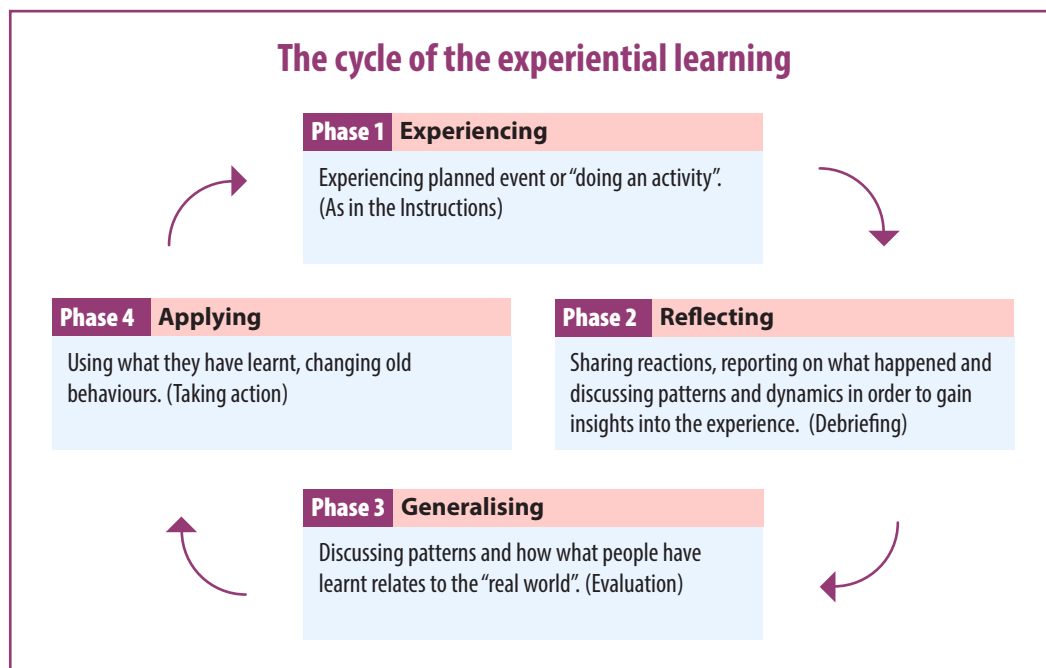 The cycle of the experiential learning
Phase 1 Experiencing
Experiencing planned event or “doing an activity”.
(As in the Instructions)
Phase 2 Reflecting
Sharing reactions, reporting on what happened and
discussing patterns and dynamics in order to gain
insights into the experience. (Debriefing)
Phase 3 Generalising
Discussing patterns and how what people have
learnt relates to the “real world”. (Evaluation)
Phase 4 Applying
Using what they have learnt, changing old
behaviours. (Taking action)